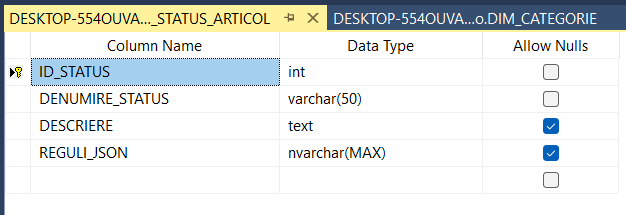 DESKTOP-554OUVA..._STATUS_ARTICOL DESKTOP-554OUVA...o.DIM_CATEGORIE
Column Name Data Type Allow Nulls
ID_STATUS int
DENUMIRE_STATUS varchar(50)
DESCRIERE text
REGULI_JSON nvarchar(MAX)